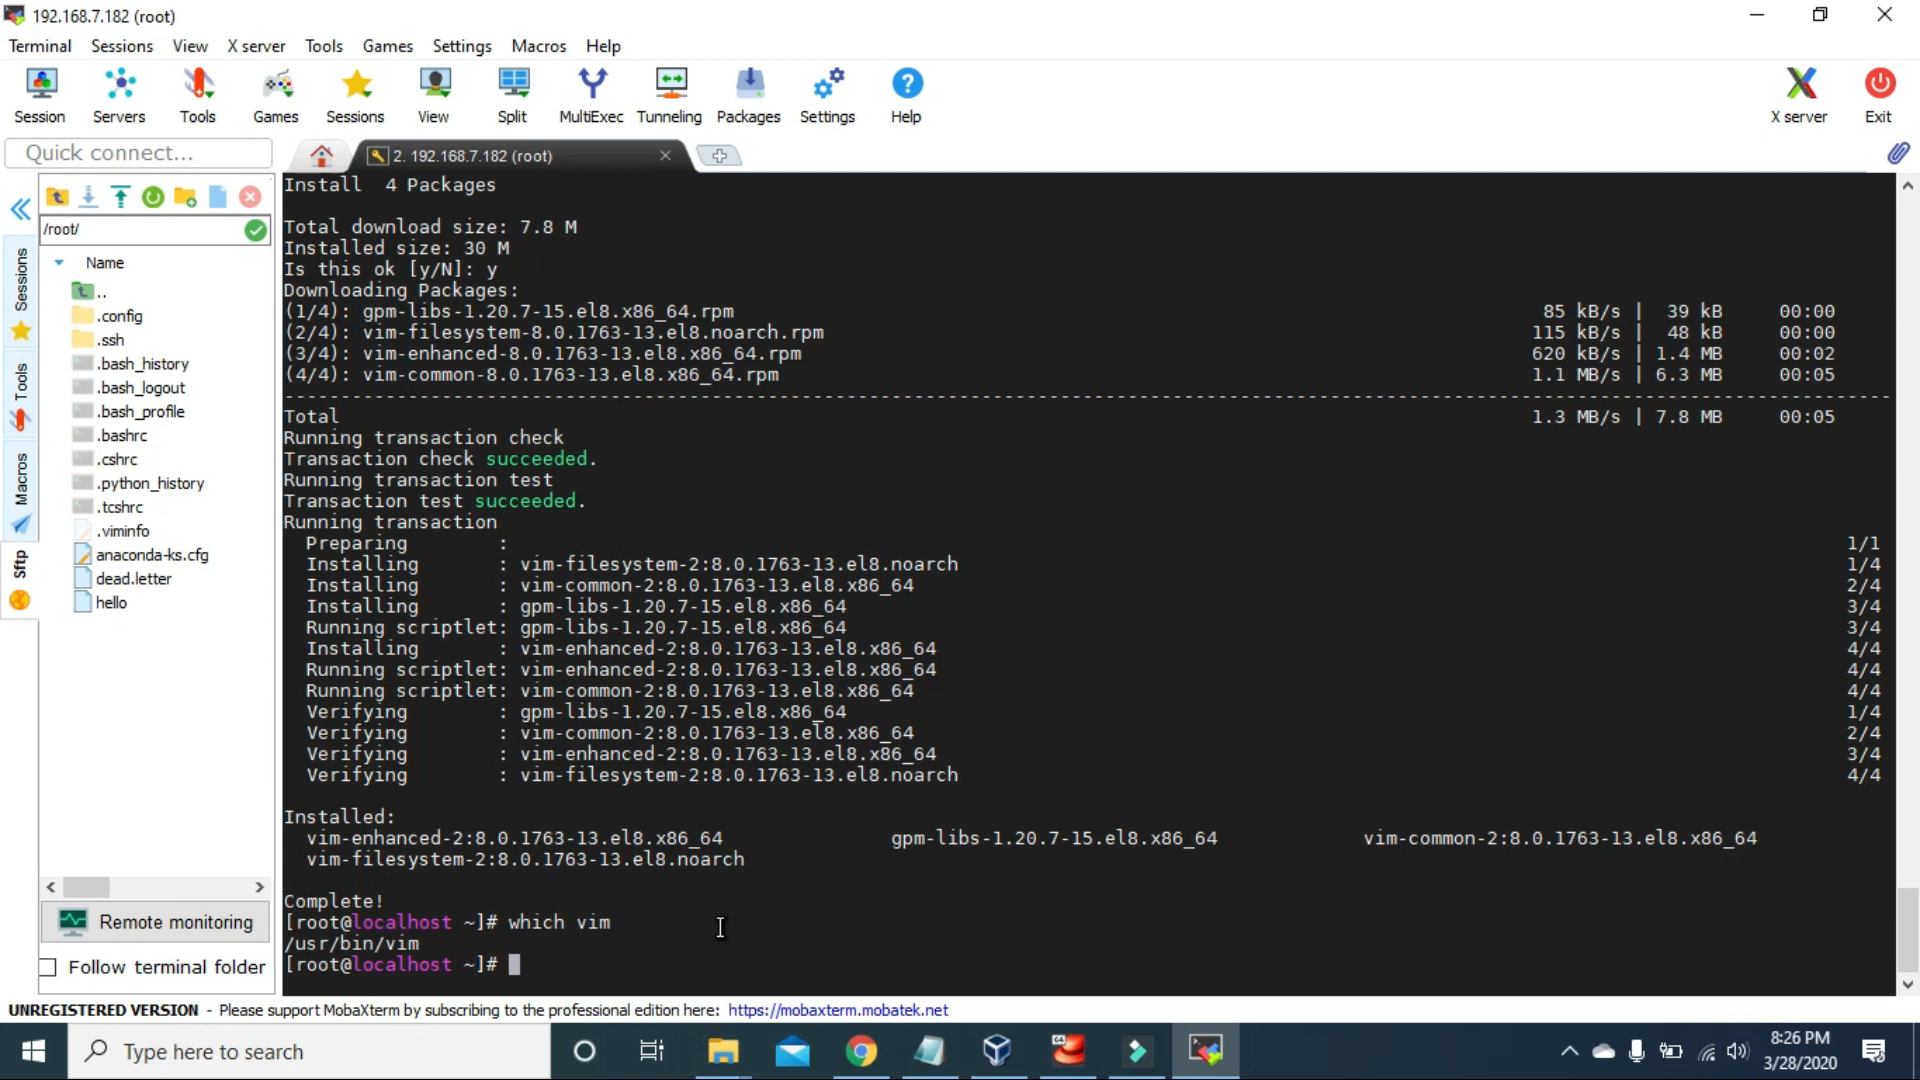 192.168.7.182 (root)
Terminal Sessions View X server Tools Games Settings Macros Help
Session Servers Tools Games Sessions View Split MultiExec Tunneling Packages Settings Help X server Exit
Quick connect...
2. 192.168.7.182 (root)
/root/
Name
..
.config
.ssh
.bash_history
.bash_logout
.bash_profile
.bashrc
.cshrc
.python_history
.tcshrc
.viminfo
anaconda-ks.cfg
dead.letter
hello
Sessions
Tools
Macros
Sftp
Remote monitoring
Follow terminal folder
Install  4 Packages
Total download size: 7.8 M
Installed size: 30 M
Is this ok [y/N]: y
Downloading Packages:
(1/4): gpm-libs-1.20.7-15.el8.x86_64.rpm 85 kB/s | 39 kB 00:00
(2/4): vim-filesystem-8.0.1763-13.el8.noarch.rpm 115 kB/s | 48 kB 00:00
(3/4): vim-enhanced-8.0.1763-13.el8.x86_64.rpm 620 kB/s | 1.4 MB 00:02
(4/4): vim-common-8.0.1763-13.el8.x86_64.rpm 1.1 MB/s | 6.3 MB 00:05
Total 1.3 MB/s | 7.8 MB 00:05
Running transaction check
Transaction check succeeded.
Running transaction test
Transaction test succeeded.
Running transaction
Preparing : 1/1
Installing : vim-filesystem-2:8.0.1763-13.el8.noarch 1/4
Installing : vim-common-2:8.0.1763-13.el8.x86_64 2/4
Installing : gpm-libs-1.20.7-15.el8.x86_64 3/4
Running scriptlet: gpm-libs-1.20.7-15.el8.x86_64 3/4
Installing : vim-enhanced-2:8.0.1763-13.el8.x86_64 4/4
Running scriptlet: vim-enhanced-2:8.0.1763-13.el8.x86_64 4/4
Running scriptlet: vim-common-2:8.0.1763-13.el8.x86_64 4/4
Verifying : gpm-libs-1.20.7-15.el8.x86_64 1/4
Verifying : vim-common-2:8.0.1763-13.el8.x86_64 2/4
Verifying : vim-enhanced-2:8.0.1763-13.el8.x86_64 3/4
Verifying : vim-filesystem-2:8.0.1763-13.el8.noarch 4/4
Installed:
vim-enhanced-2:8.0.1763-13.el8.x86_64 gpm-libs-1.20.7-15.el8.x86_64 vim-common-2:8.0.1763-13.el8.x86_64
vim-filesystem-2:8.0.1763-13.el8.noarch
Complete!
[root@localhost ~]# which vim
/usr/bin/vim
[root@localhost ~]#
UNREGISTERED VERSION - Please support MobaXterm by subscribing to the professional edition here: https://mobaxterm.mobatek.net
Type here to search
8:26 PM
3/28/2020